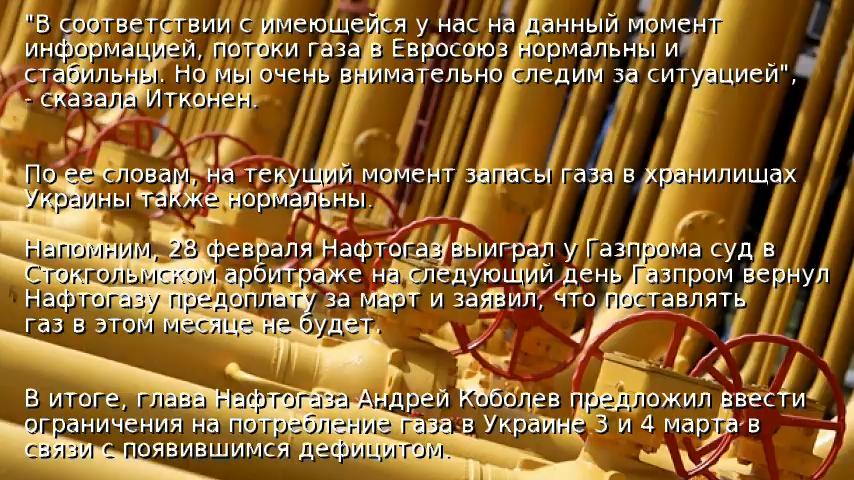 "В соответствии с имеющейся у нас на данный момент
информацией, потоки газа в Евросоюз нормальны и
стабильны. Но мы очень внимательно следим за ситуацией",
- сказала Итконен.
По ее словам, на текущий момент запасы газа в хранилищах
Украины также нормальны.
Напомним, 28 февраля Нафтогаз выиграл у Газпрома суд в
Стокгольмском арбитраже на следующий день Газпром вернул
Нафтогазу предоплату за март и заявил, что поставлять
газ в этом месяце не будет.
В итоге, глава Нафтогаза Андрей Коболев предложил ввести
ограничения на потребление газа в Украине 3 и 4 марта в
связи с появившимся дефицитом.